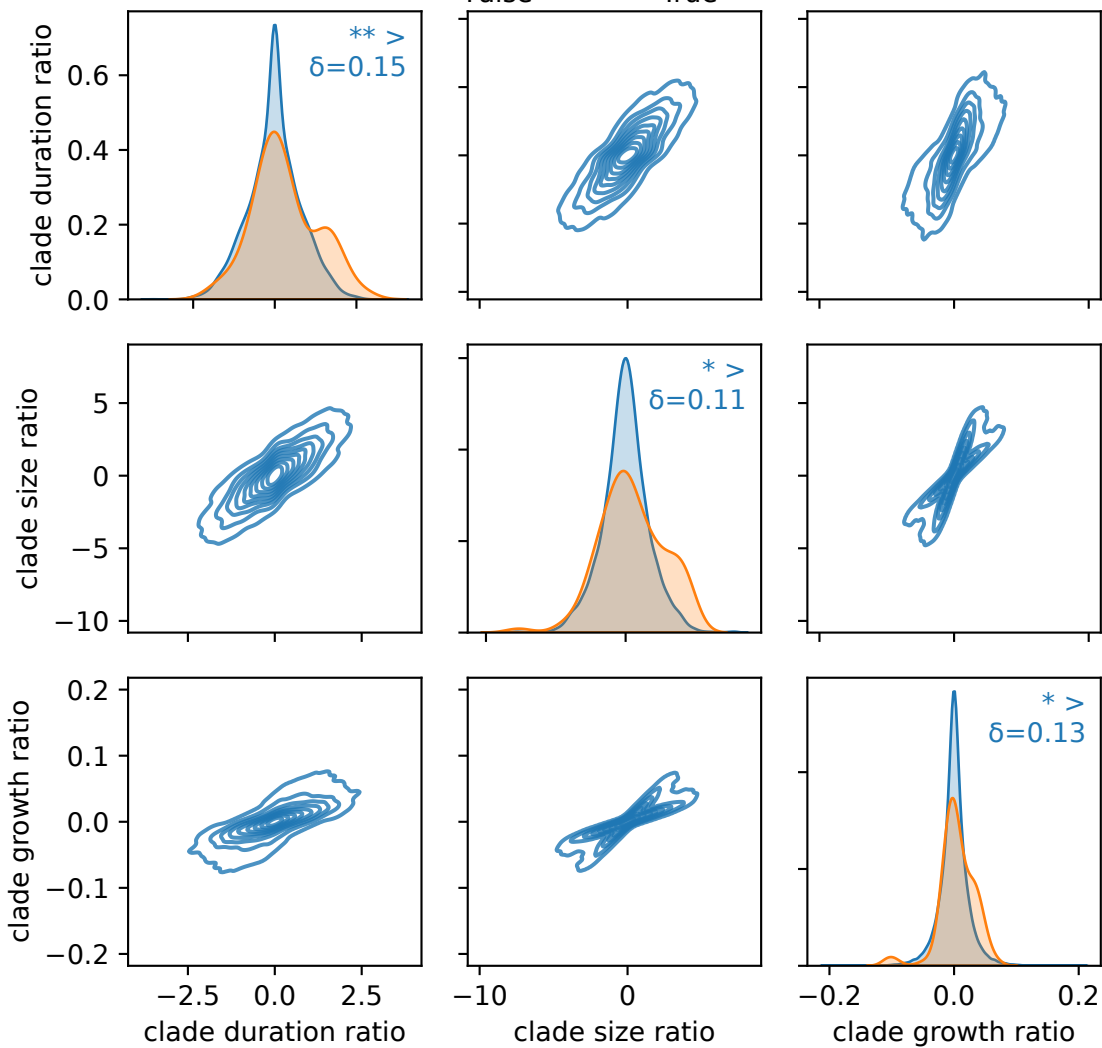 True
clade duration ratio
0.6
0.4
0.2
0.0
** >
δ=0.15
clade size ratio
5
0
−5
−10
* >
δ=0.11
clade growth ratio
0.2
0.1
0.0
−0.1
−0.2
* >
δ=0.13
−2.5 0.0 2.5
clade duration ratio
−10 0
clade size ratio
−0.2 0.0 0.2
clade growth ratio